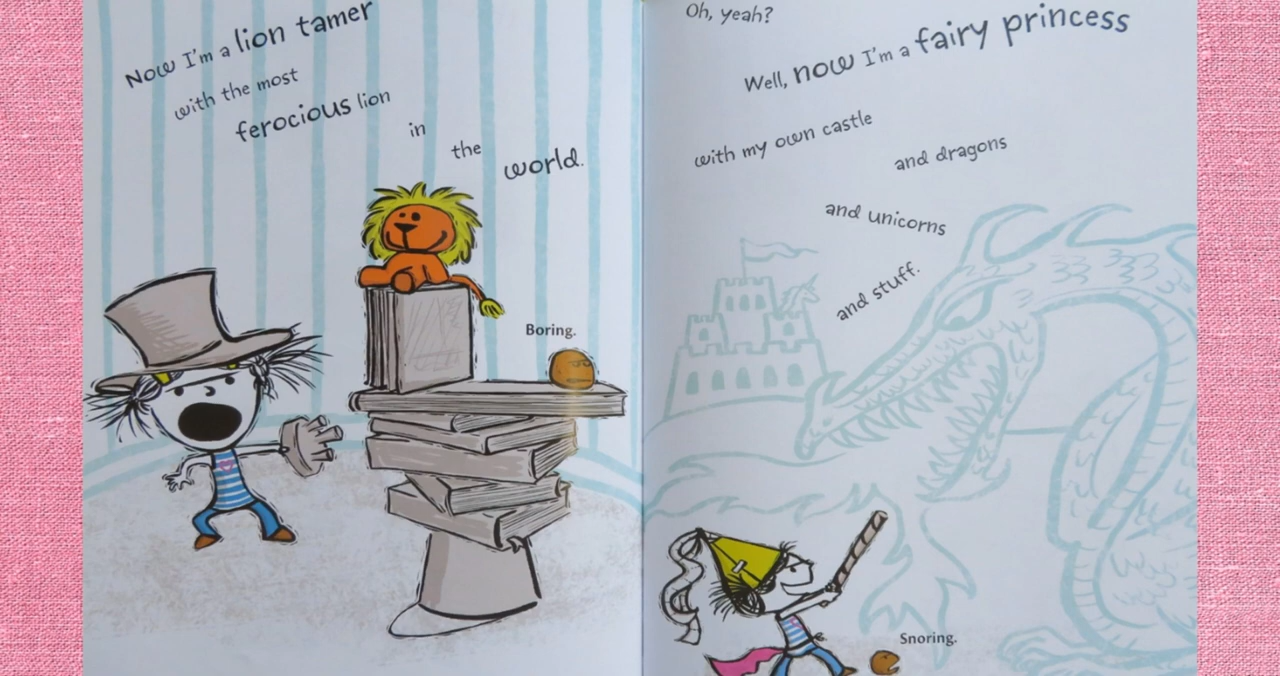 Now I'm a lion tamer
with the most
ferocious lion
in
the
world.
Boring.
Oh, yeah?
Well, now I'm a fairy princess
with my own castle
and dragons
and unicorns
and stuff.
Snoring.